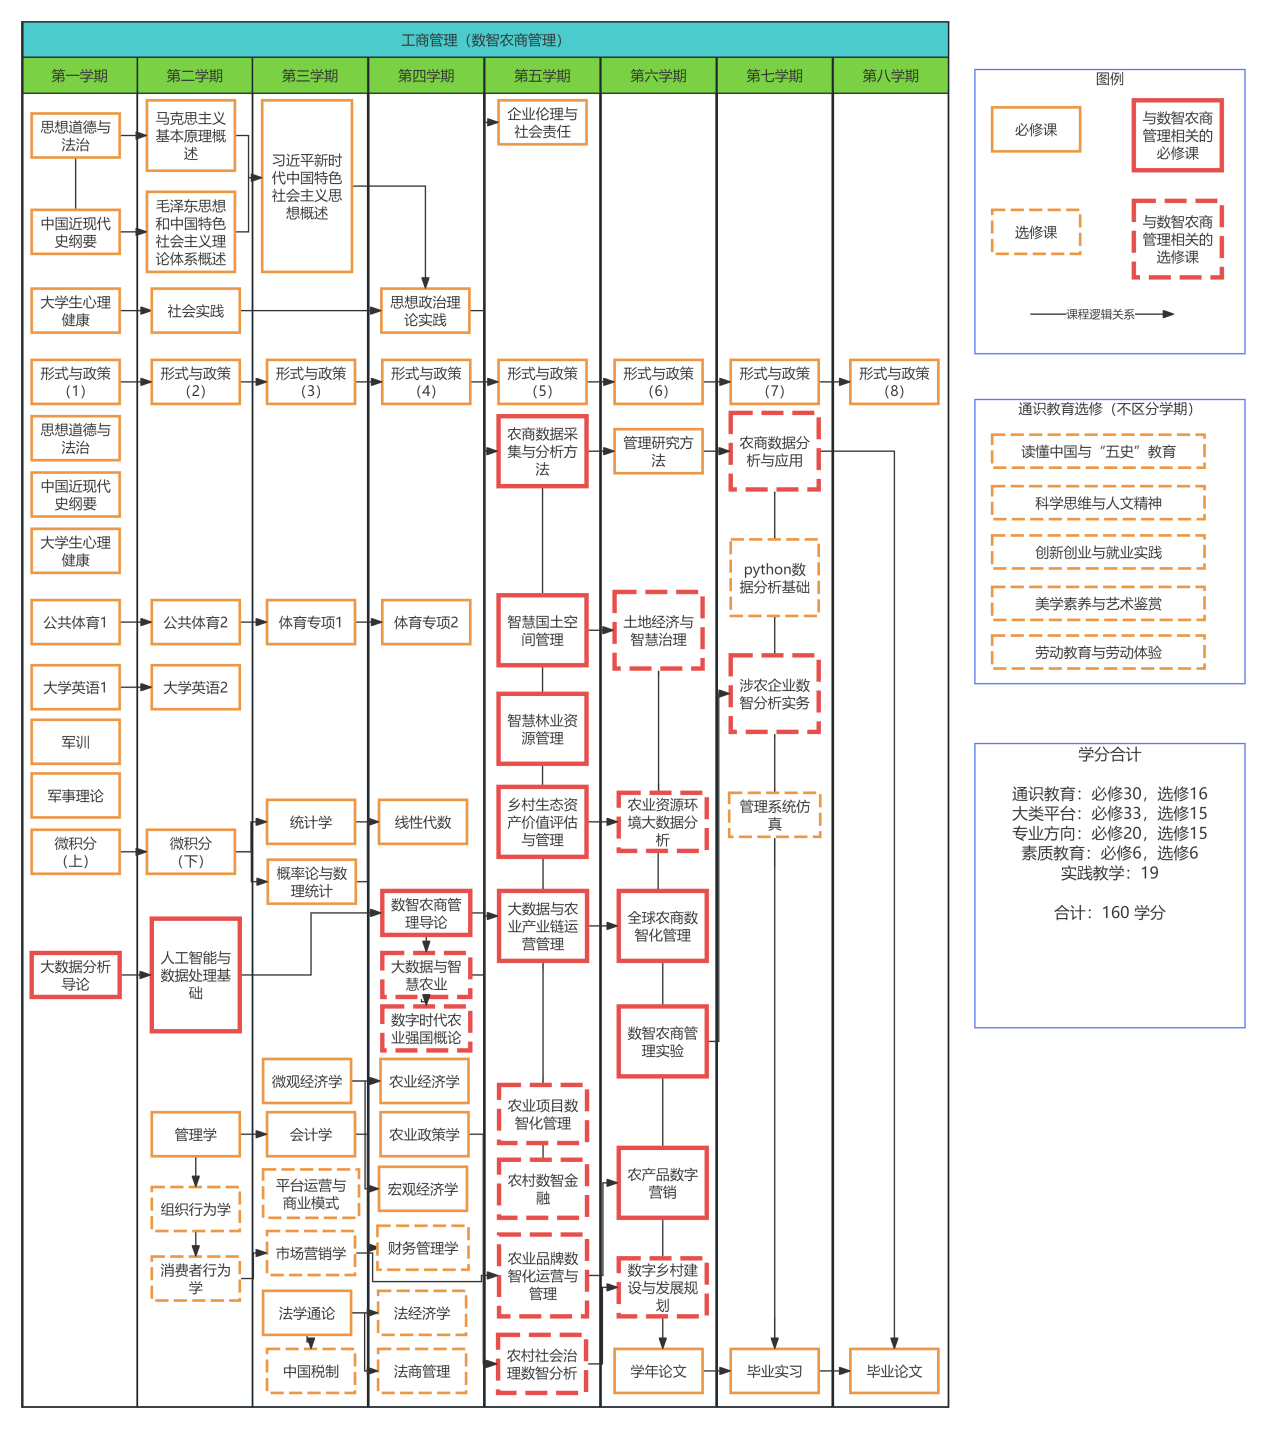 工商管理（数智农商管理）
第一学期
第二学期
第三学期
第四学期
第五学期
第六学期
第七学期
第八学期
思想道德与
法治
中国近现代
史纲要
大学生心理
健康
形式与政策
(1)
思想道德与
法治
中国近现代
史纲要
大学生心理
健康
公共体育1
大学英语1
军训
军事理论
微积分
（上）
大数据分析
导论
马克思主义
基本原理概
述
毛泽东思想
和中国特色
社会主义理
论体系概述
社会实践
形式与政策
(2)
公共体育2
大学英语2
微积分
（下）
人工智能与
数据处理基
础
管理学
组织行为学
消费者行为
学
习近平新时
代中国特色
社会主义思
想概述
形式与政策
(3)
体育专项1
统计学
概率论与数
理统计
微观经济学
会计学
平台运营与
商业模式
市场营销学
法学通论
中国税制
思想政治理
论实践
形式与政策
(4)
体育专项2
线性代数
数智农商管
理导论
大数据与智
慧农业
数字时代农
业强国概论
农业经济学
农业政策学
宏观经济学
财务管理学
法经济学
法商管理
企业伦理与
社会责任
形式与政策
(5)
农商数据采
集与分析方
法
智慧国土空
间管理
智慧林业资
源管理
乡村生态资
产价值评估
与管理
大数据与农
业产业链运
营管理
农业项目数
智化管理
农村数智金
融
农业品牌数
智化运营与
管理
农村社会治
理数智分析
形式与政策
(6)
管理研究方
法
土地经济与
智慧治理
农业资源环
境大数据分
析
全球农商数
智化管理
数智农商管
理实验
农产品数字
营销
数字乡村建
设与发展规
划
学年论文
形式与政策
(7)
农商数据分
析与应用
python数
据分析基础
涉农企业数
智分析实务
管理系统仿
真
毕业实习
形式与政策
(8)
毕业论文
图例
必修课
与数智农商
管理相关的
必修课
选修课
与数智农商
管理相关的
选修课
课程逻辑关系
通识教育选修（不区分学期）
读懂中国与“五史”教育
科学思维与人文精神
创新创业与就业实践
美学素养与艺术鉴赏
劳动教育与劳动体验
学分合计
通识教育：必修30，选修16
大类平台：必修33，选修15
专业方向：必修20，选修15
素质教育：必修6，选修6
实践教学：19
合计：160 学分